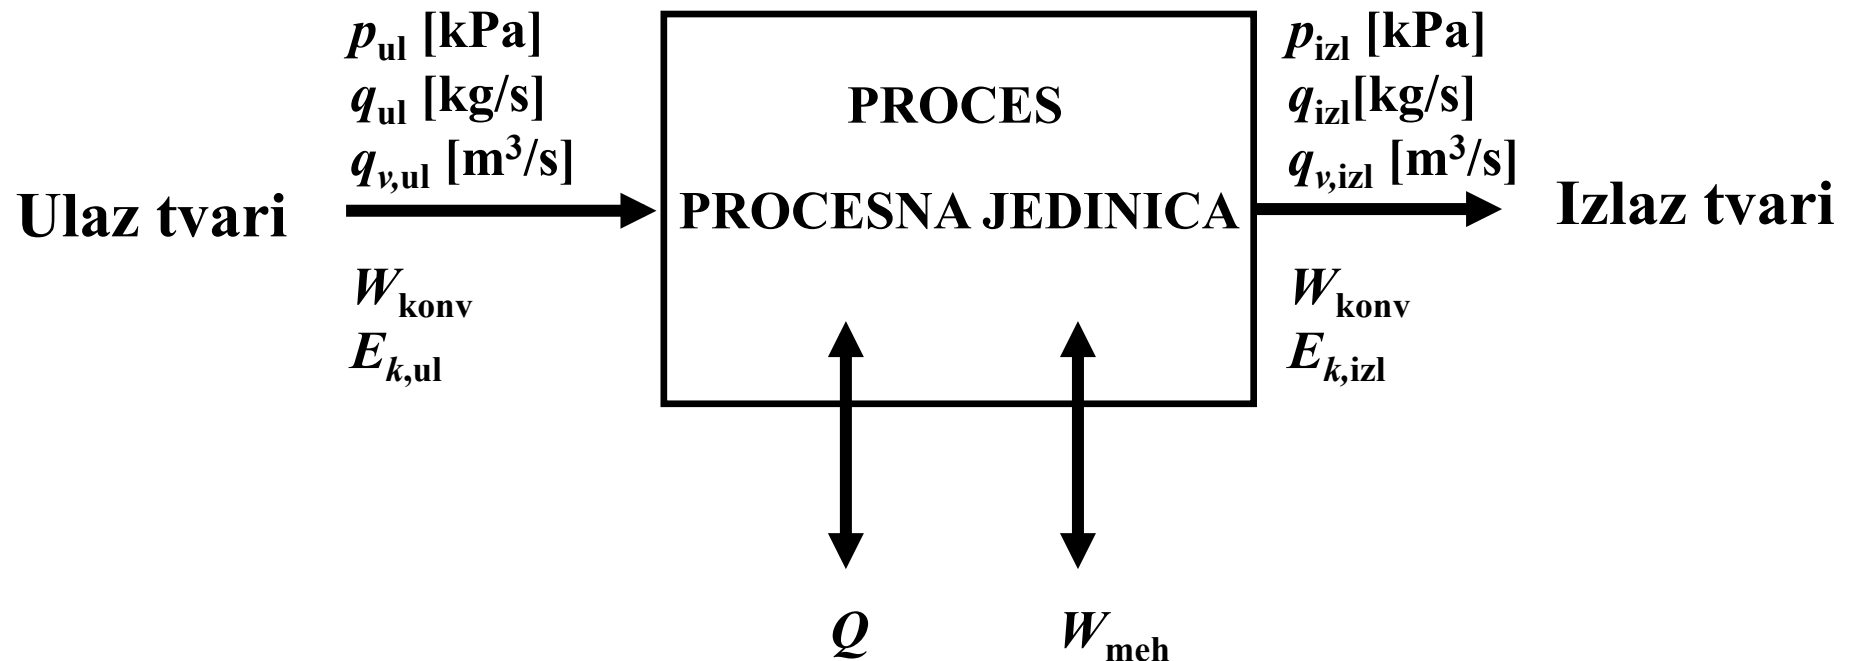 p_ul [kPa]
q_ul [kg/s]
q_v,ul [m³/s]
Ulaz tvari
W_konv
E_k,ul
PROCES
PROCESNA JEDINICA
p_izl [kPa]
q_izl[kg/s]
q_v,izl [m³/s]
Izlaz tvari
W_konv
E_k,izl
Q
W_meh